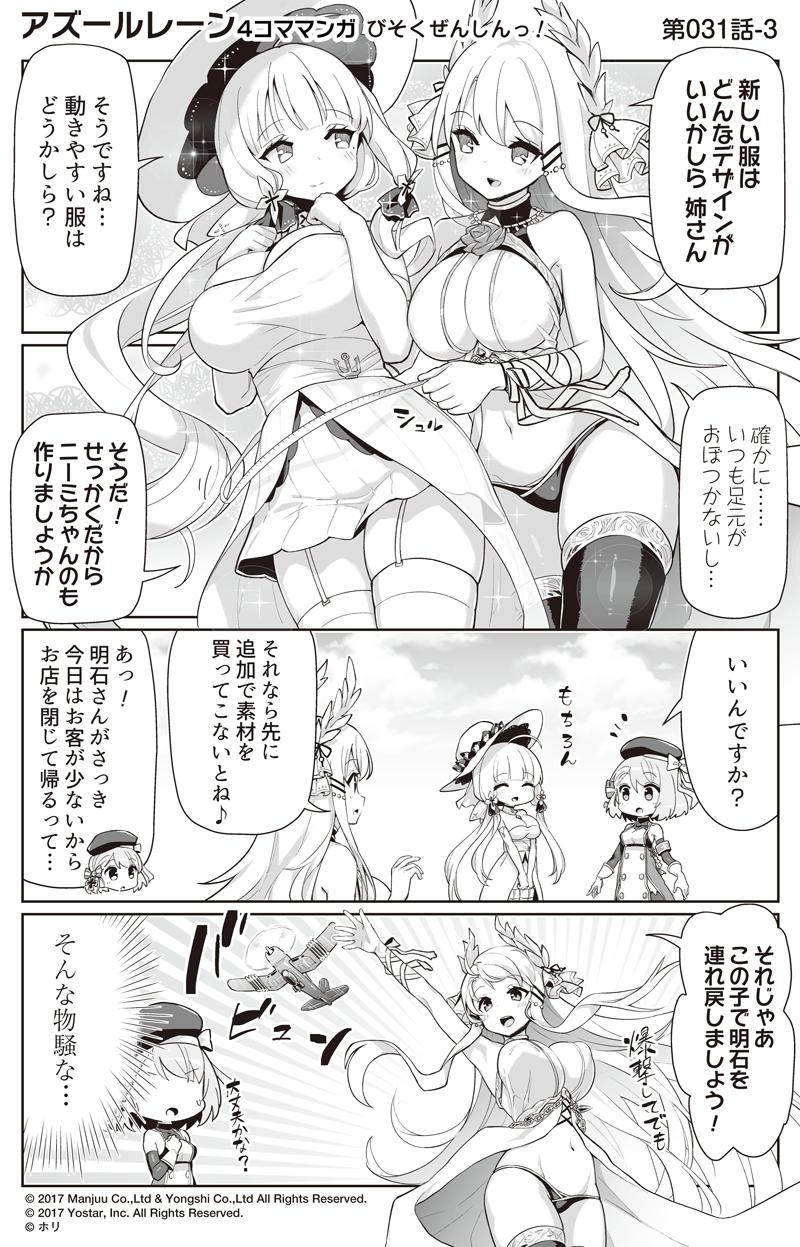 アズールレーン 4コママンガ びそくぜんしんっ! 第031話-3
新しい服は
どんなデザインが
いいかしら 姉さん
そうですね…
動きやすい服は
どうかしら?
確かに……
いつも足元が
おぼつかないし…
シュル
そうだ!
せっかくだから
ニーミちゃんのも
作りましょうか
いいんですか?
もちろん
それなら先に
追加で素材を
買ってこないとね♪
あっ!
明石さんがさっき
今日はお客が少ないから
お店を閉じて帰るって…
それじゃあ
この子で明石を
連れ戻しましょう!
爆撃してでも
ビューン
そんな物騒な…
大丈夫かな?
© 2017 Manjuu Co.,Ltd & Yongshi Co.,Ltd All Rights Reserved.
© 2017 Yostar, Inc. All Rights Reserved.
© ホリ